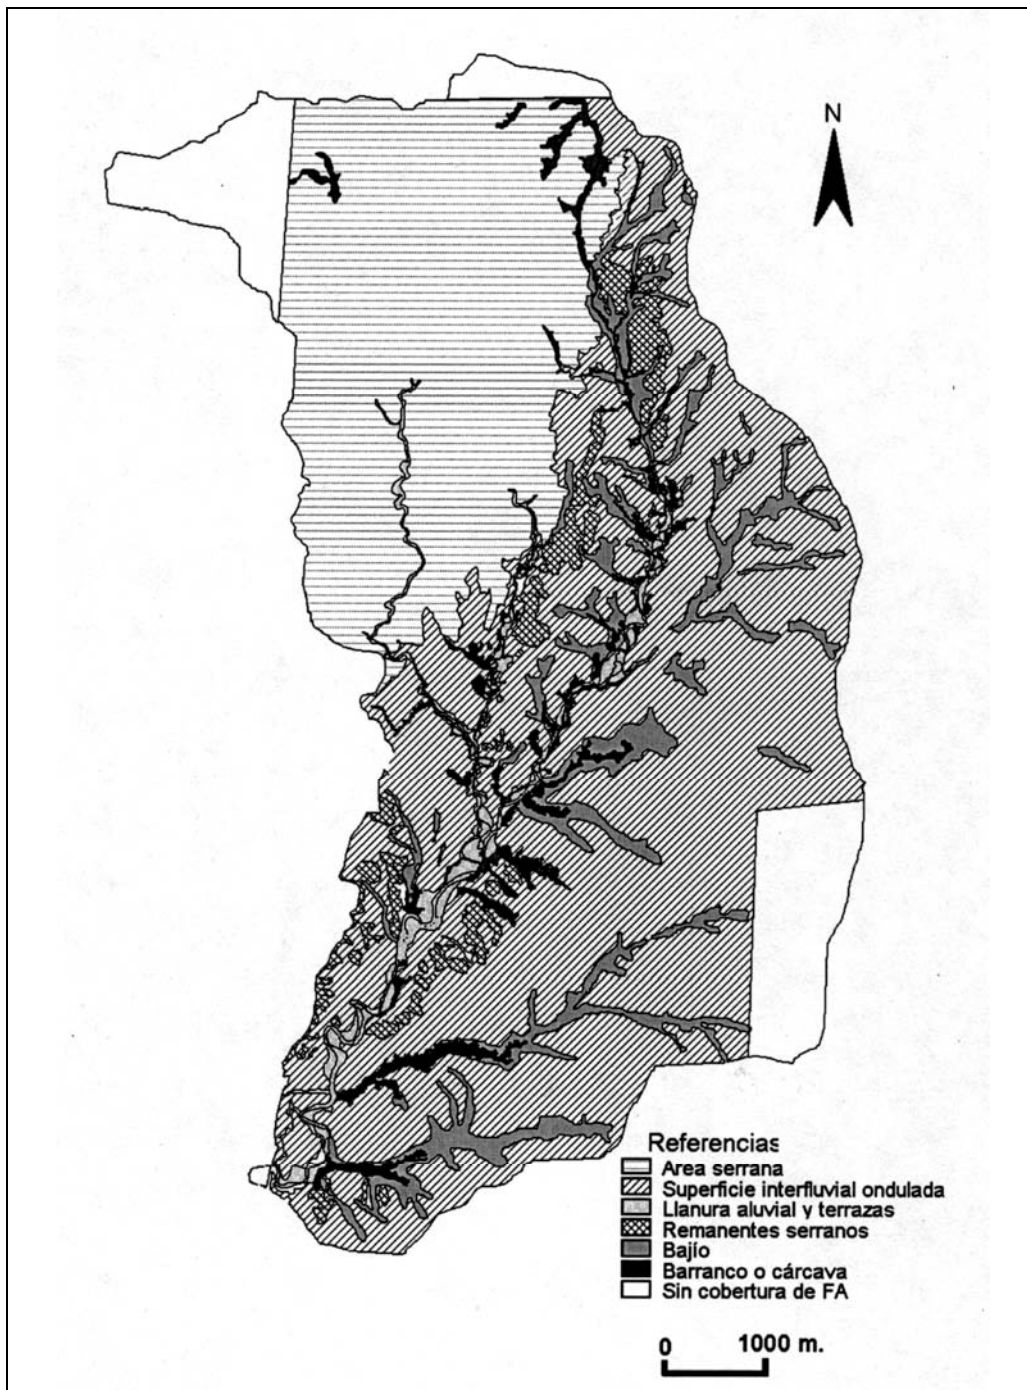 N
Referencias
Area serrana
Superficie interfluvial ondulada
Llanura aluvial y terrazas
Remanentes serranos
Bajío
Barranco o cárcava
Sin cobertura de FA
0 1000 m.